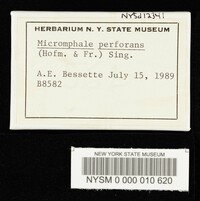 NYSd1234
HERBARIUM N. Y. STATE MUSEUM
Micromphale perforans
(Hofm. & Fr.) Sing.
A.E. Bessette July 15, 1989
B8582
NEW YORK STATE MUSEUM
NYSM 0 000 010 620